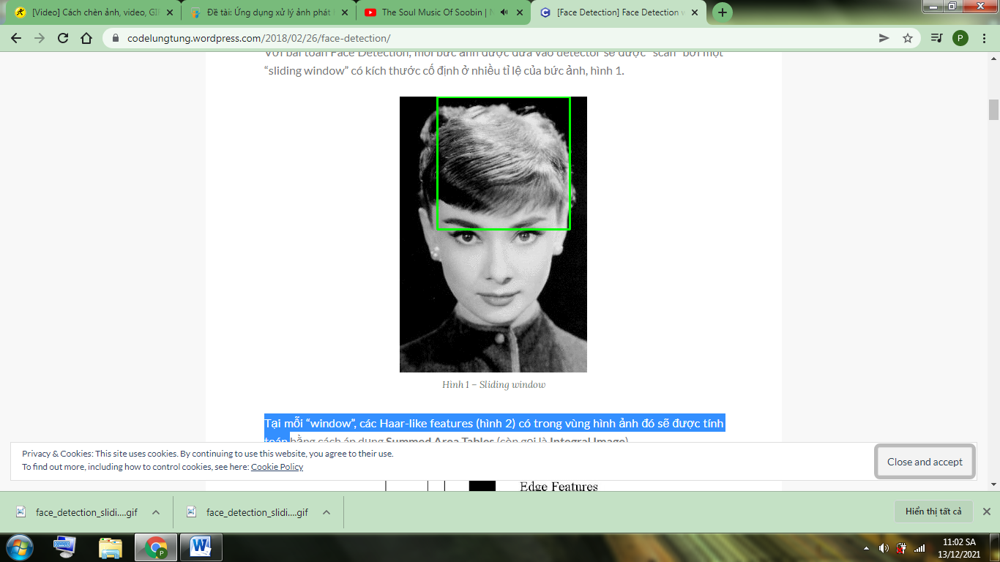 [Video] Cách chèn ảnh, video, GIF
Đề tài: Ứng dụng xử lý ảnh phát
The Soul Music Of Soobin |
[Face Detection] Face Detection v
codelungtung.wordpress.com/2018/02/26/face-detection/
P
Với bài toán Face Detection, mỗi bức ảnh được đưa vào detector sẽ được “scan” bởi một
“sliding window” có kích thước cố định ở nhiều tỉ lệ của bức ảnh, hình 1.
Hình 1 – Sliding window
Tại mỗi “window”, các Haar-like features (hình 2) có trong vùng hình ảnh đó sẽ được tính
toán bằng cách áp dụng Summed Area Tables (còn gọi là Integral Image).
Privacy & Cookies: This site uses cookies. By continuing to use this website, you agree to their use.
To find out more, including how to control cookies, see here: Cookie Policy
Close and accept
Edge Features
face_detection_slidi....gif
face_detection_slidi....gif
Hiển thị tất cả
11:02 SA
13/12/2021